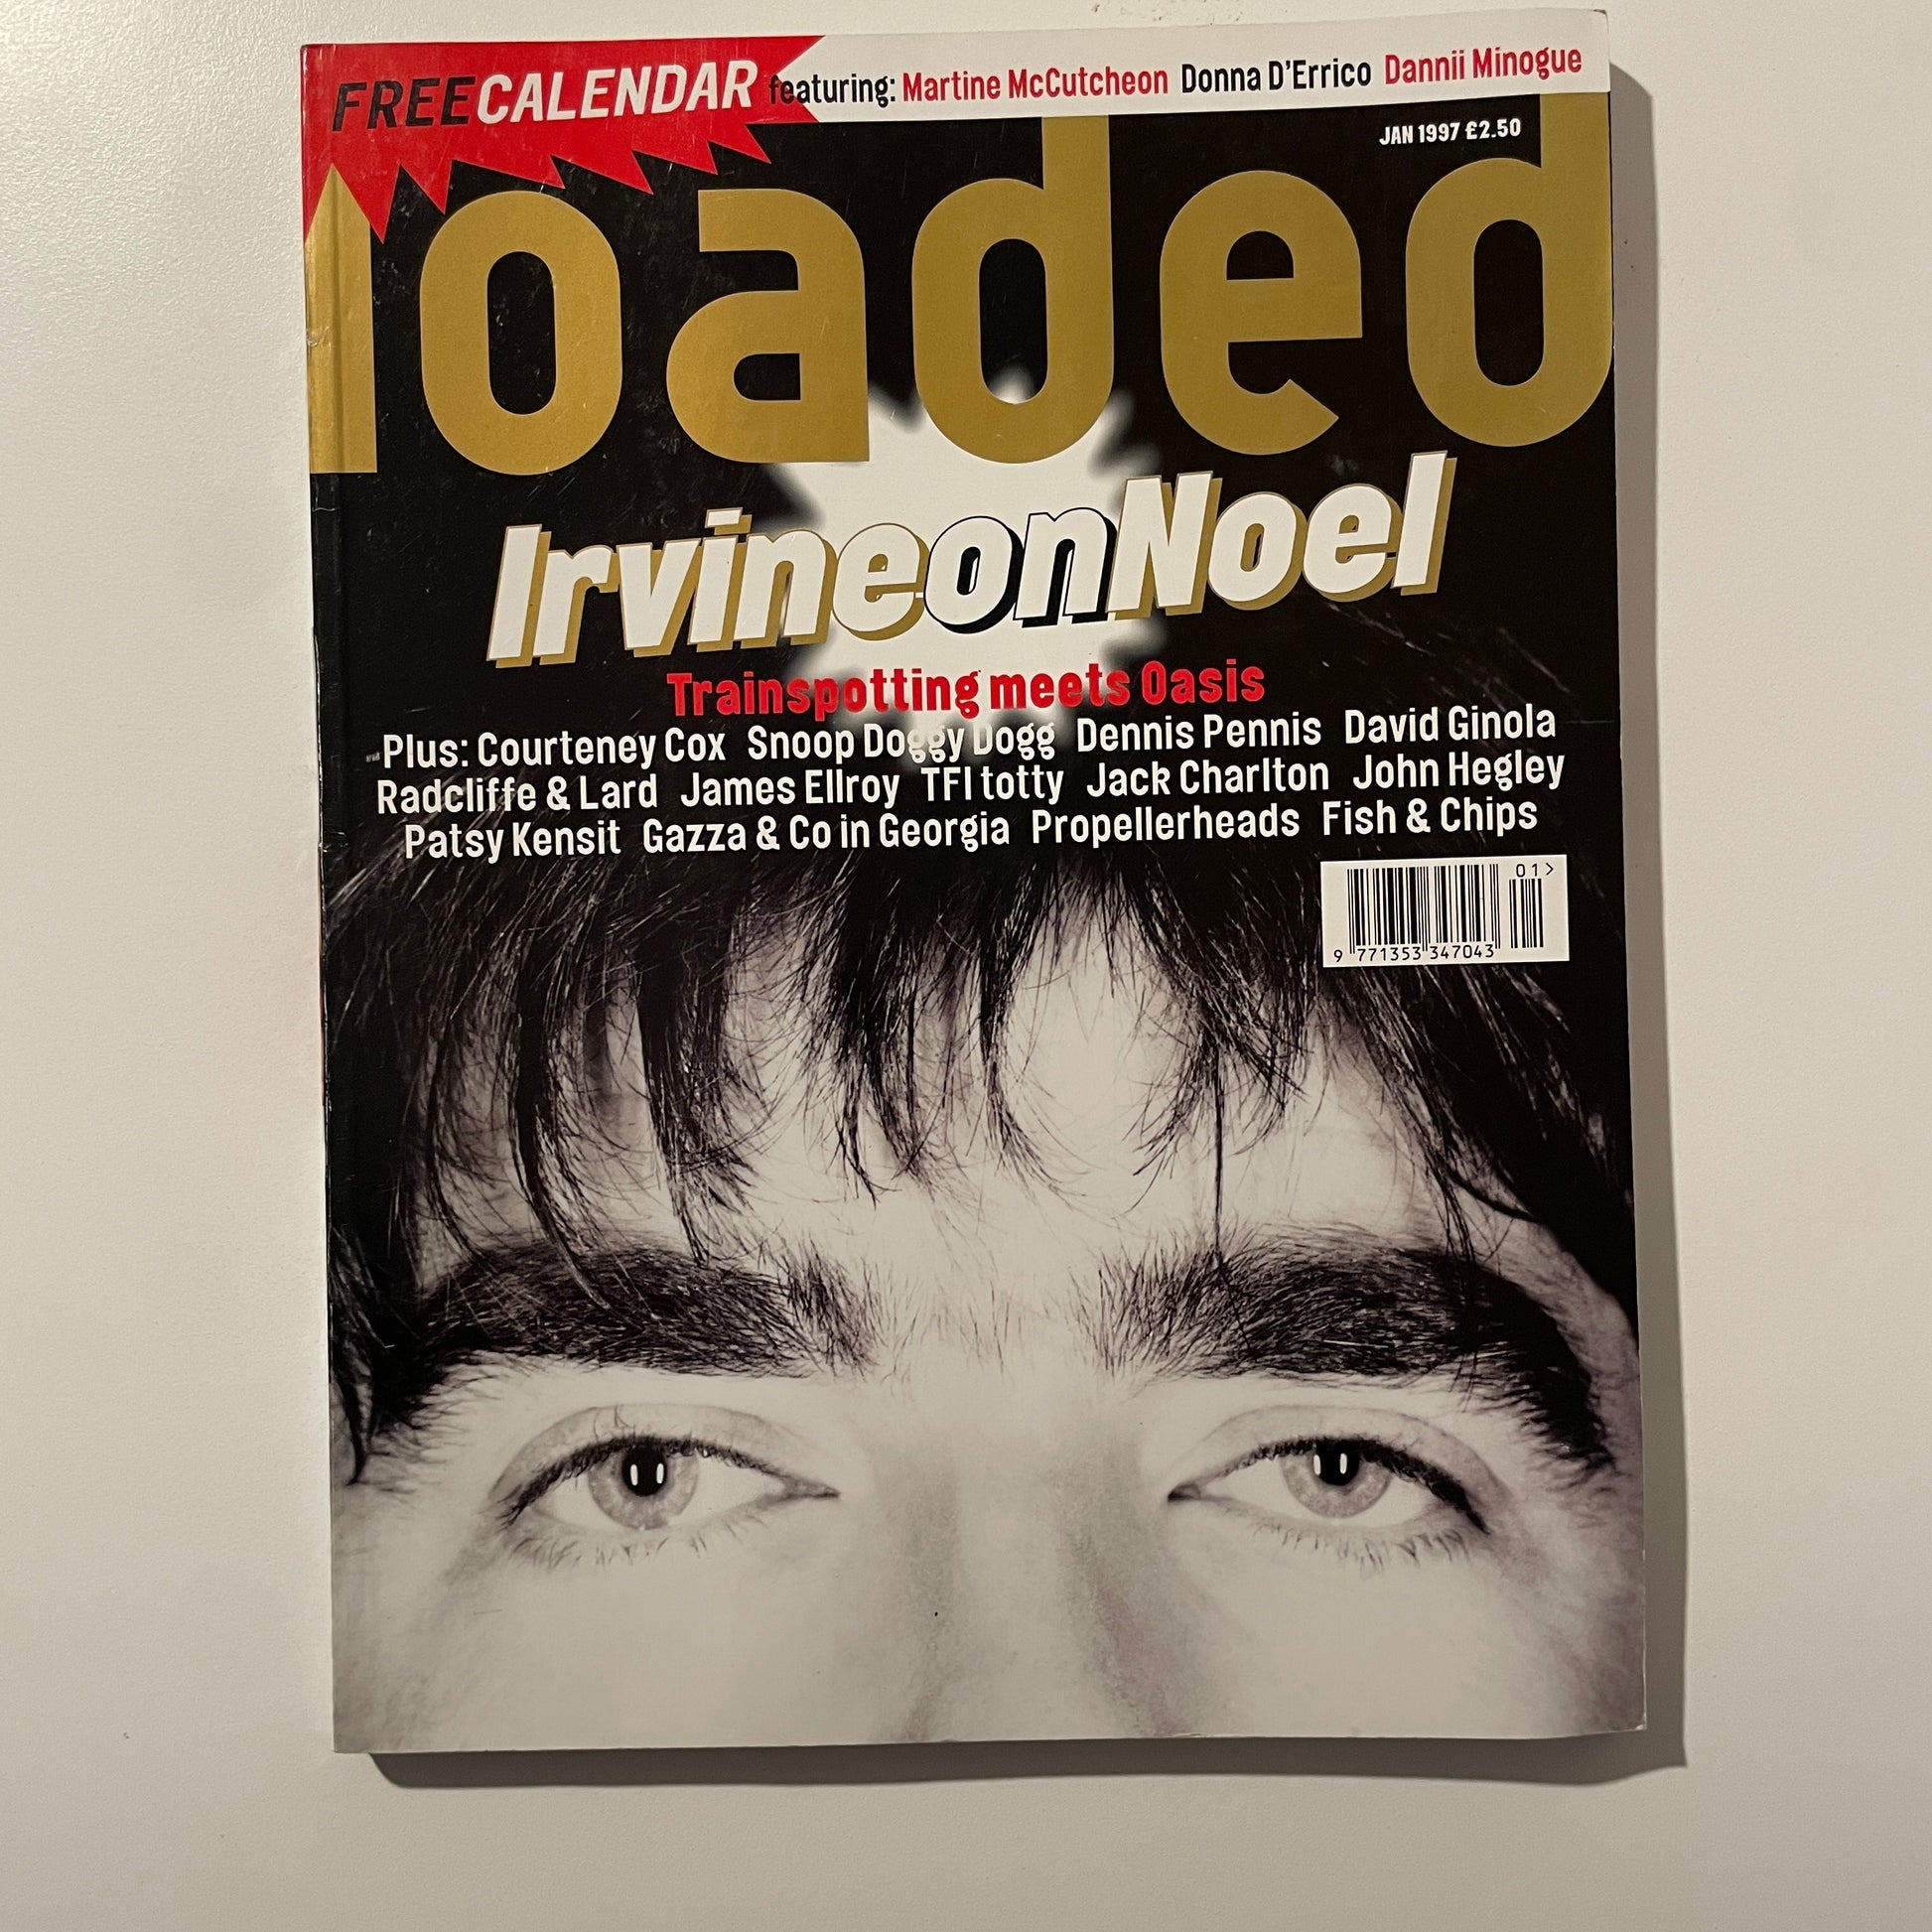 FREECALENDAR featuring: Martine McCutcheon Donna D'Errico Dannii Minogue
JAN 1997 £2.50
loaded
IrvineonNoel
Trainspotting meets Oasis
Plus: Courteney Cox Snoop Doggy Dogg Dennis Pennis David Ginola
Radcliffe & Lard James Ellroy TFI totty Jack Charlton John Hegley
Patsy Kensit Gazza & Co in Georgia Propellerheads Fish & Chips
01>
9 771353 347043